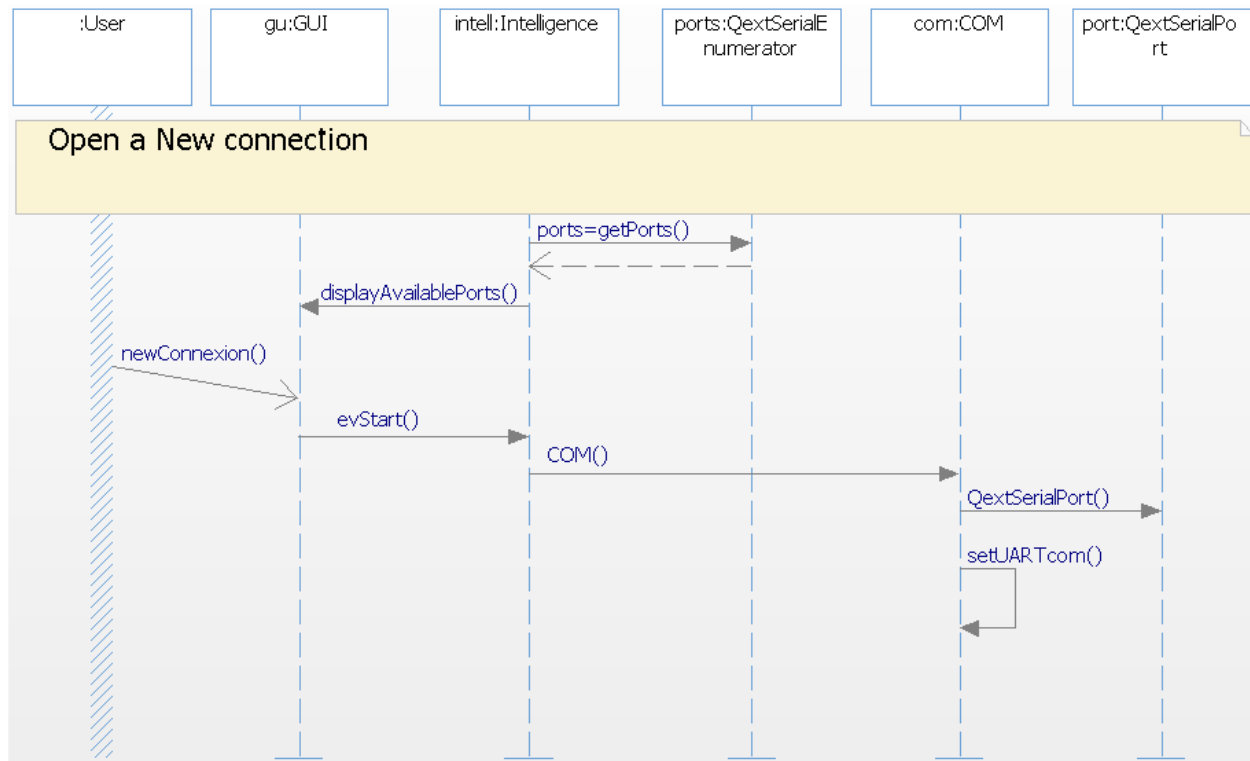 :User
gu:GUI
intell:Intelligence
ports:QextSerialE
numerator
com:COM
port:QextSerialPo
rt
Open a New connection
ports=getPorts()
displayAvailablePorts()
newConnexion()
evStart()
COM()
QextSerialPort()
setUARTcom()